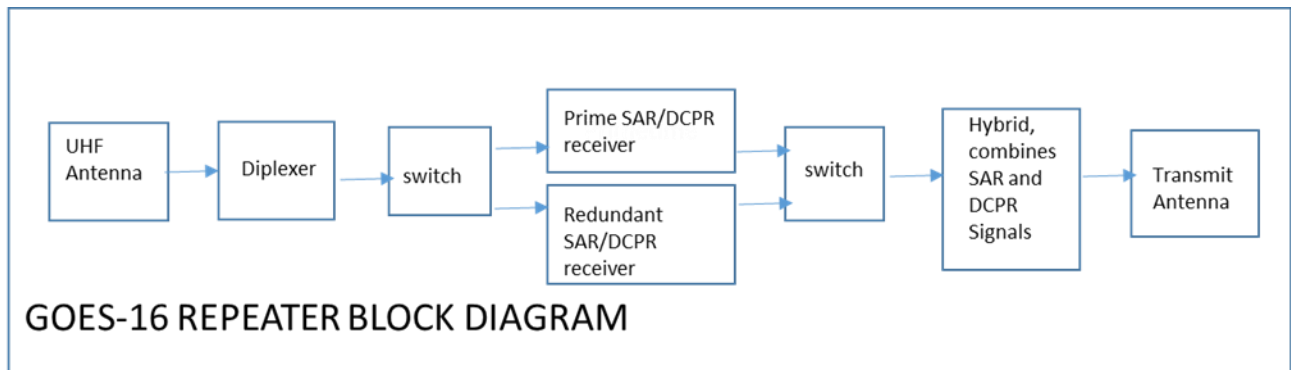 UHF
Antenna
Diplexer
switch
Prime SAR/DCPR
receiver
Redundant
SAR/DCPR
receiver
switch
Hybrid,
combines
SAR and
DCPR
Signals
Transmit
Antenna
GOES-16 REPEATER BLOCK DIAGRAM